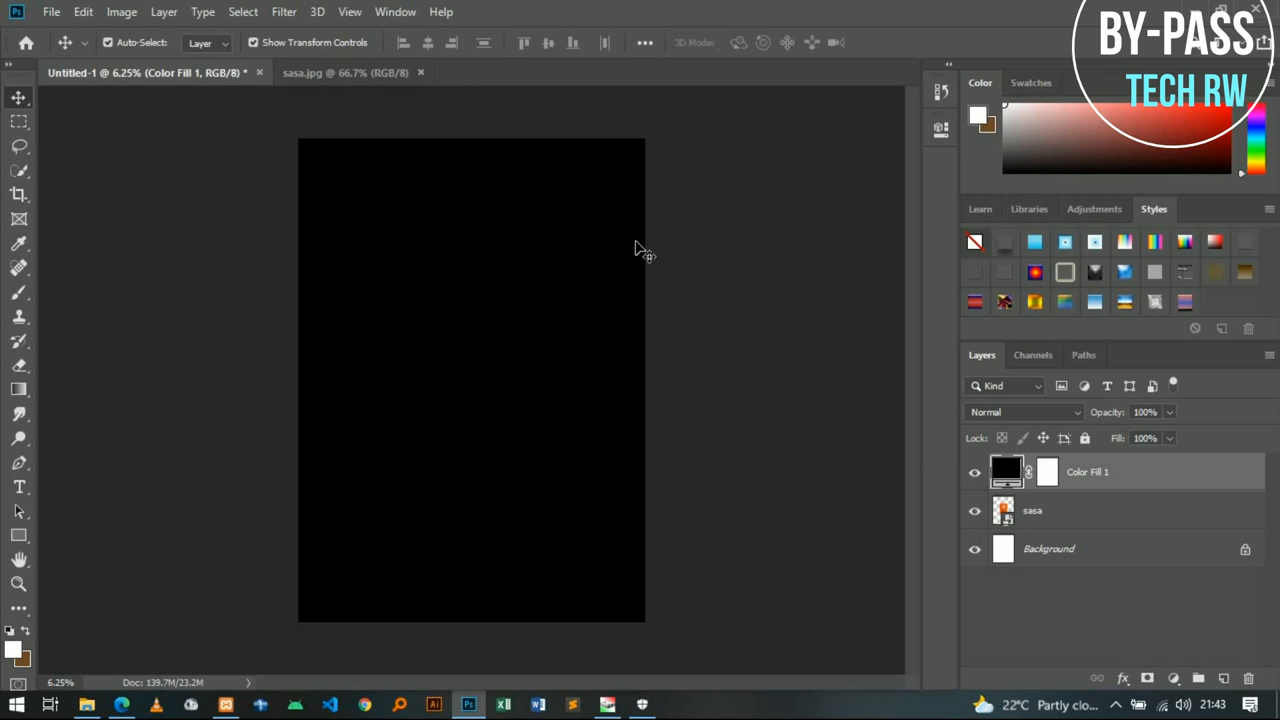 Ps File Edit Image Layer Type Select Filter 3D View Window Help
BY-PASS
TECH RW
Auto-Select: Layer Show Transform Controls 3D Mode:
Untitled-1 @ 6.25% (Color Fill 1, RGB/8) * × sasa.jpg @ 66.7% (RGB/8) ×
Color Swatches
Learn Libraries Adjustments Styles
Layers Channels Paths
Kind
Normal Opacity: 100%
Lock: Fill: 100%
Color Fill 1
sasa
Background
6.25% Doc: 139.7M/23.2M
Ai Ps 22°C Partly clo... 21:43